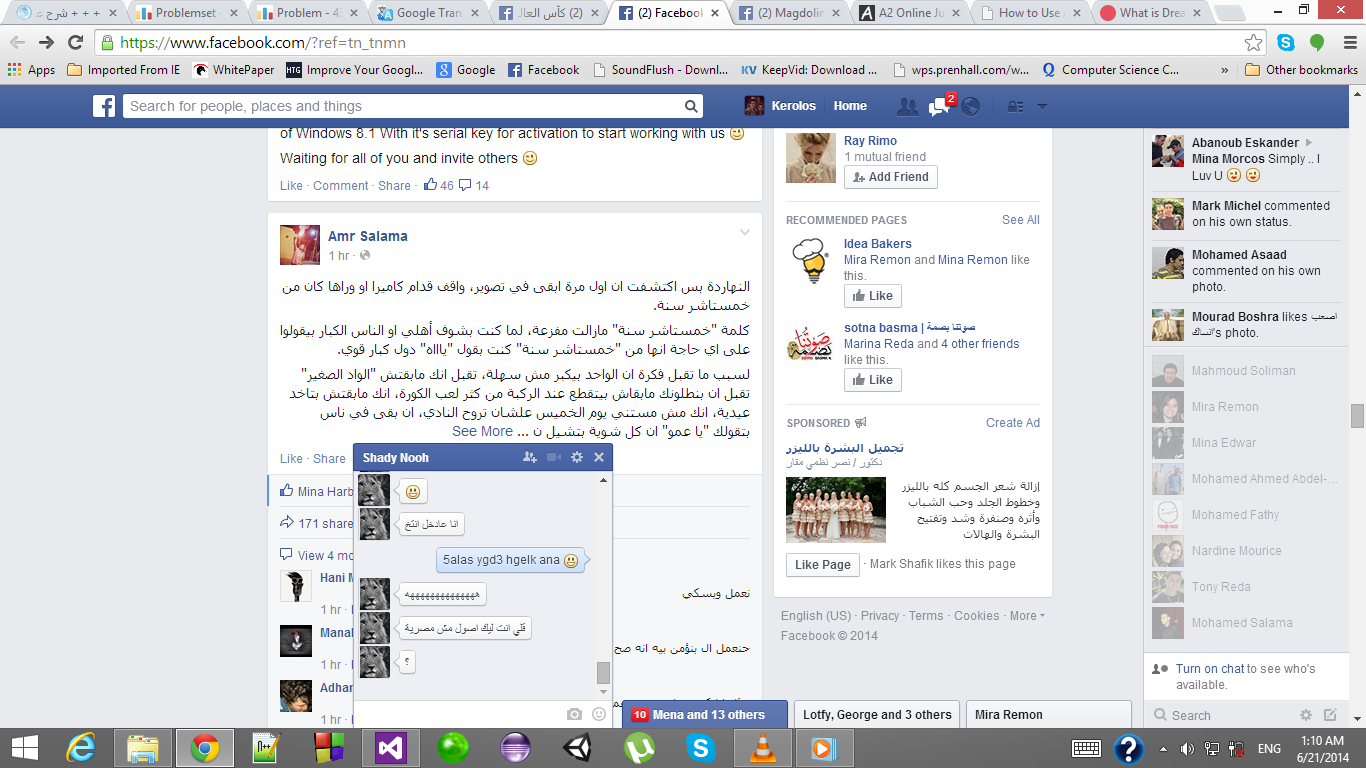 + + + شرح ع
Problemset -
Problem - 43
Google Tran
(2) كأس العال
(2) Facebook
(2) Magdolin
A2 Online Ju
How to Use
What is Drea
https://www.facebook.com/?ref=tn_tnmn
Apps
Imported From IE
WhitePaper
Improve Your Googl...
Google
Facebook
SoundFlush - Downl...
KeepVid: Download ...
wps.prenhall.com/w...
Computer Science C...
»
Other bookmarks
Search for people, places and things
Kerolos
Home
2
of Windows 8.1 With it's serial key for activation to start working with us
Waiting for all of you and invite others
Like · Comment · Share · 46 14
Amr Salama
1 hr ·
النهاردة بس اكتشفت ان اول مرة ابقى في تصوير، واقف قدام كاميرا او وراها كان من
خمستاشر سنة.
كلمة "خمستاشر سنة" مازالت مفزعة، لما كنت بشوف أهلي او الناس الكبار بيقولوا
على اي حاجة انها من "خمستاشر سنة" كنت بقول "يااااه" دول كبار قوي.
لسبب ما تقبل فكرة ان الواحد بيكبر مش سهلة، تقبل انك مابقتش "الواد الصغير"
تقبل ان بنطلونك مابقاش بيتقطع عند الركبة من كتر لعب الكورة، انك مابقتش بتاخد
عيدية، انك مش مستني يوم الخميس علشان تروح النادي، ان بقى في ناس
بتقولك "يا عمو" ان كل شوية بتشيل ن ... See More
Like · Share
Mina Harb
171 share
View 4 mo
Hani M
نعمل ويسكي
1 hr ·
Manal
حنعمل ال بنؤمن بيه انه صح
1 hr ·
Adhar
1 hr ·
Shady Nooh
انا عادخل انتخ
5alas ygd3 hgelk ana
ههههههههههههههه
قلي انت ليك اصول مش مصرية
؟
10 Mena and 13 others
Lotfy, George and 3 others
Mira Remon
Ray Rimo
1 mutual friend
Add Friend
RECOMMENDED PAGES
See All
Idea Bakers
Mira Remon and Mina Remon like
this.
Like
sotna basma | صوتنا بصمة
Marina Reda and 4 other friends
like this.
Like
SPONSORED
Create Ad
تجميل البشرة بالليزر
دكتور / نصر نظمي مقار
إزالة شعر الجسم كله بالليزر
وخطوط الجلد وحب الشباب
وأثره وصنفرة وشد وتفتيح
البشرة والهالات
Like Page · Mark Shafik likes this page
English (US) · Privacy · Terms · Cookies · More
Facebook © 2014
Abanoub Eskander
Mina Morcos Simply .. I
Luv U
Mark Michel commented
on his own status.
Mohamed Asaad
commented on his own
photo.
Mourad Boshra likes اصعب
انساك's photo.
Mahmoud Soliman
Mira Remon
Mina Edwar
Mohamed Ahmed Abdel-...
Mohamed Fathy
Nardine Mourice
Tony Reda
Mohamed Salama
Turn on chat to see who's
available.
Search
ENG
1:10 AM
6/21/2014